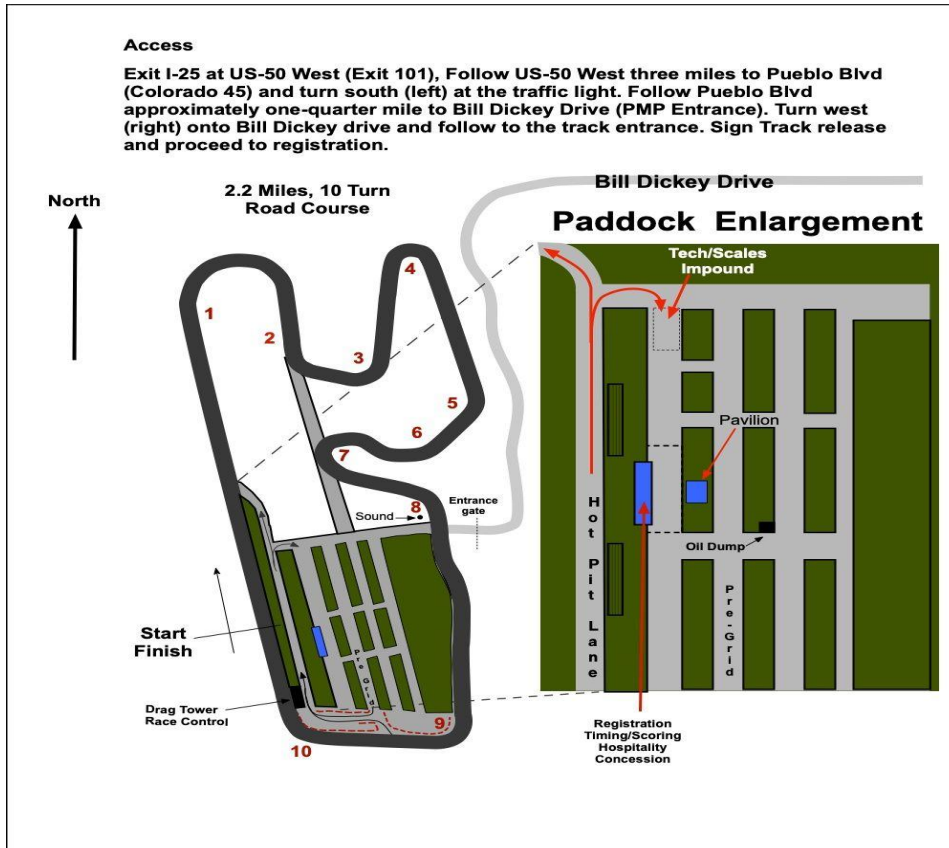 Access
Exit I-25 at US-50 West (Exit 101), Follow US-50 West three miles to Pueblo Blvd
(Colorado 45) and turn south (left) at the traffic light. Follow Pueblo Blvd
approximately one-quarter mile to Bill Dickey Drive (PMP Entrance). Turn west
(right) onto Bill Dickey drive and follow to the track entrance. Sign Track release
and proceed to registration.
North
2.2 Miles, 10 Turn
Road Course
Bill Dickey Drive
Paddock Enlargement
Tech/Scales
Impound
1
2
3
4
5
6
7
8
Sound
Entrance
gate
Pavilion
Oil Dump
Hot Pit Lane
Pre-Grid
Start
Finish
Pre Grid
Drag Tower
Race Control
9
10
Registration
Timing/Scoring
Hospitality
Concession